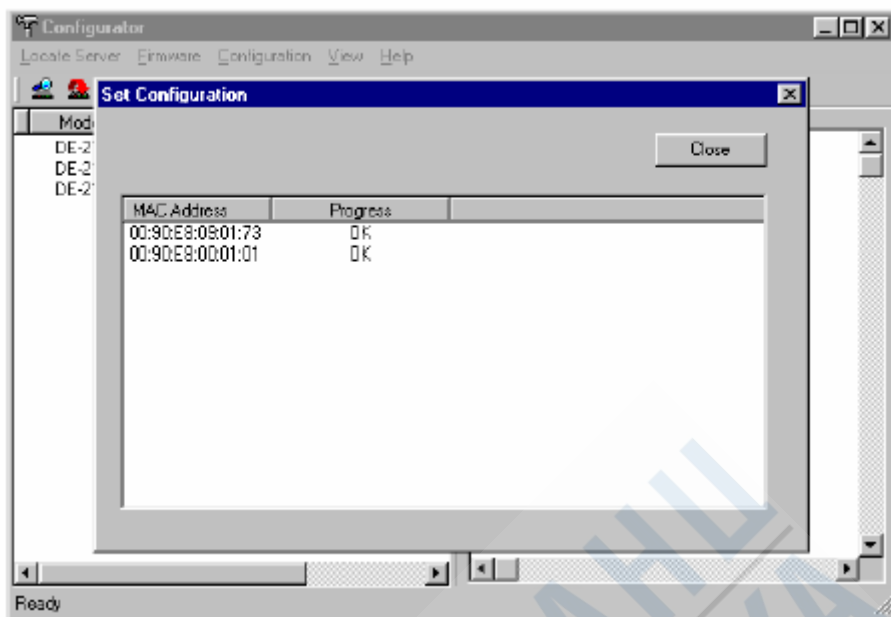 Configurator
Locate Server Firmware Configuration View Help
Set Configuration
Mod
DE-2
DE-2
DE-2
Close
MAC Address Progress
00:90:E8:09:01:73 OK
00:90:E8:00:01:01 OK
Ready